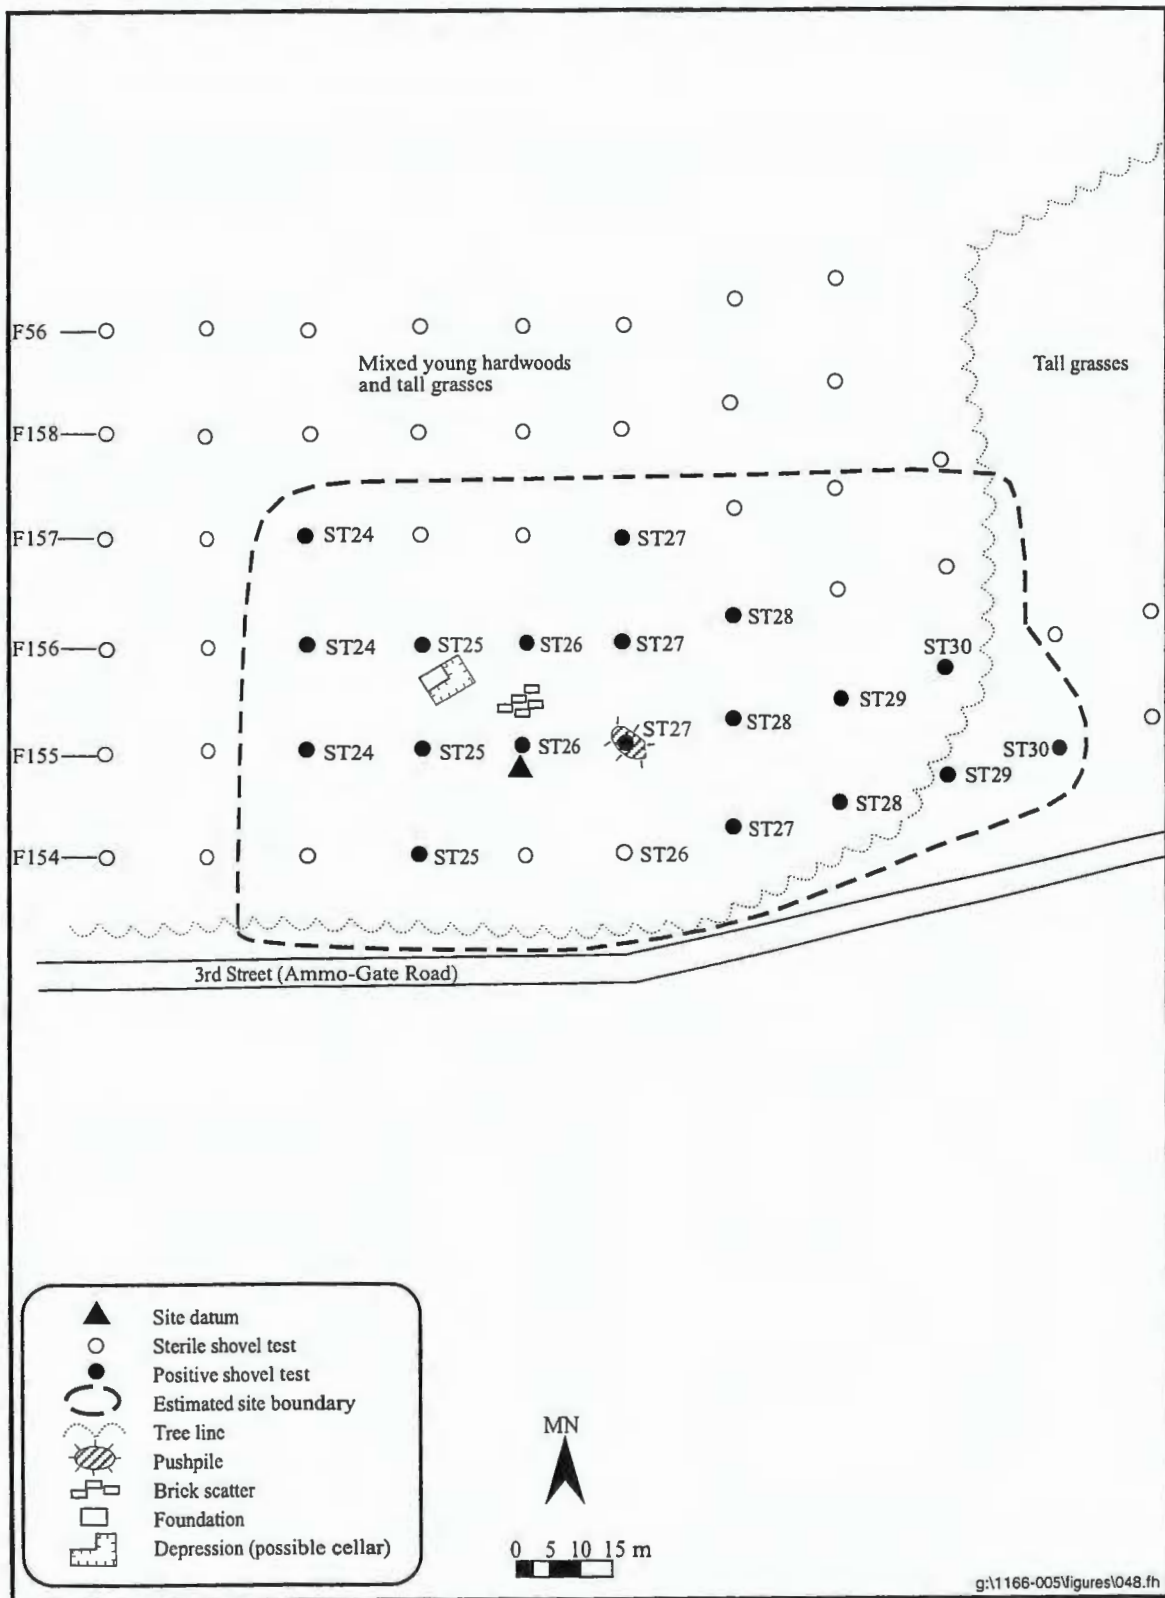 F56
Mixed young hardwoods
and tall grasses
Tall grasses
F158
F157
ST24
ST27
ST28
F156
ST24
ST25
ST26
ST27
ST30
ST29
ST28
ST27
F155
ST24
ST25
ST26
ST30
ST29
ST28
ST27
F154
ST25
ST26
3rd Street (Ammo-Gate Road)
Site datum
Sterile shovel test
Positive shovel test
Estimated site boundary
Tree line
Pushpile
Brick scatter
Foundation
Depression (possible cellar)
MN
0 5 10 15 m
g:\1166-005\figures\048.fh